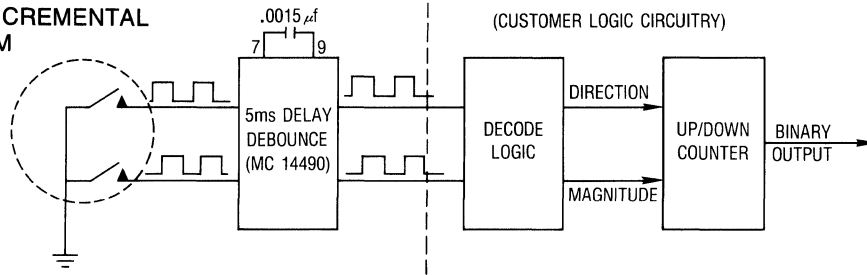 CREMENTAL
M
.0015 μf
7 9
(CUSTOMER LOGIC CIRCUITRY)
5ms DELAY
DEBOUNCE
(MC 14490)
DECODE
LOGIC
DIRECTION
MAGNITUDE
UP/DOWN
COUNTER
BINARY
OUTPUT